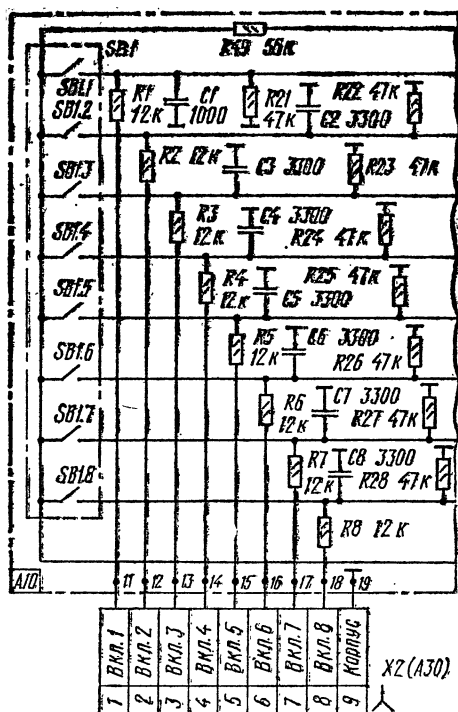 R49 56к
SB1
SB1.1
R1
12к
C1
1000
R21
47к
R22 47к
C2 3300
SB1.2
R2 12к
C3 3300
R23 47к
SB1.3
R3
12к
C4 3300
R24 47к
SB1.4
R4
12к
R25 47к
C5 3300
SB1.5
R5
12к
C6 3300
R26 47к
SB1.6
R6
12к
C7 3300
R27 47к
SB1.7
R7
12к
C8 3300
R28 47к
SB1.8
R8 12к
А10
11 12 13 14 15 16 17 18 19
Вкл.1
Вкл.2
Вкл.3
Вкл.4
Вкл.5
Вкл.6
Вкл.7
Вкл.8
Корпус
1 2 3 4 5 6 7 8 9
X2(А30)